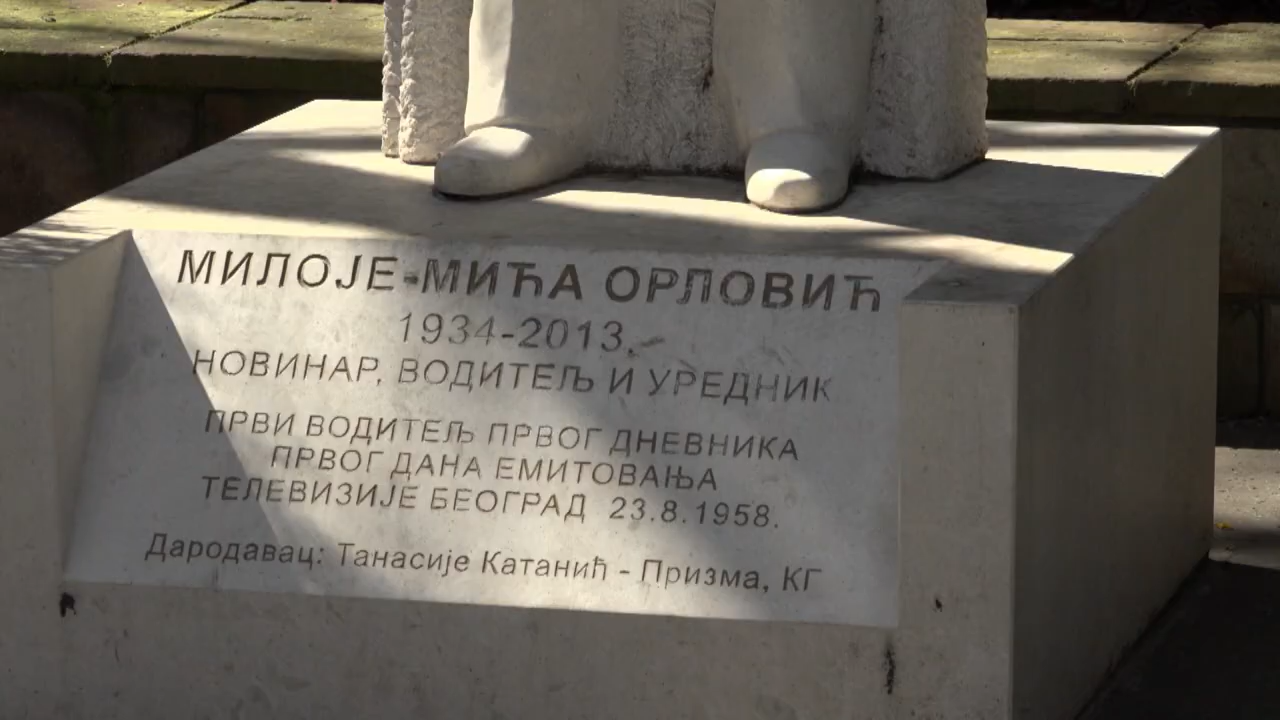 МИЛОЈЕ-МИЋА ОРЛОВИЋ
1934-2013.
НОВИНАР, ВОДИТЕЉ И УРЕДНИК
ПРВИ ВОДИТЕЉ ПРВОГ ДНЕВНИКА
ПРВОГ ДАНА ЕМИТОВАЊА
ТЕЛЕВИЗИЈЕ БЕОГРАД 23.8.1958.
Дародавац: Танасије Катанић - Призма, КГ